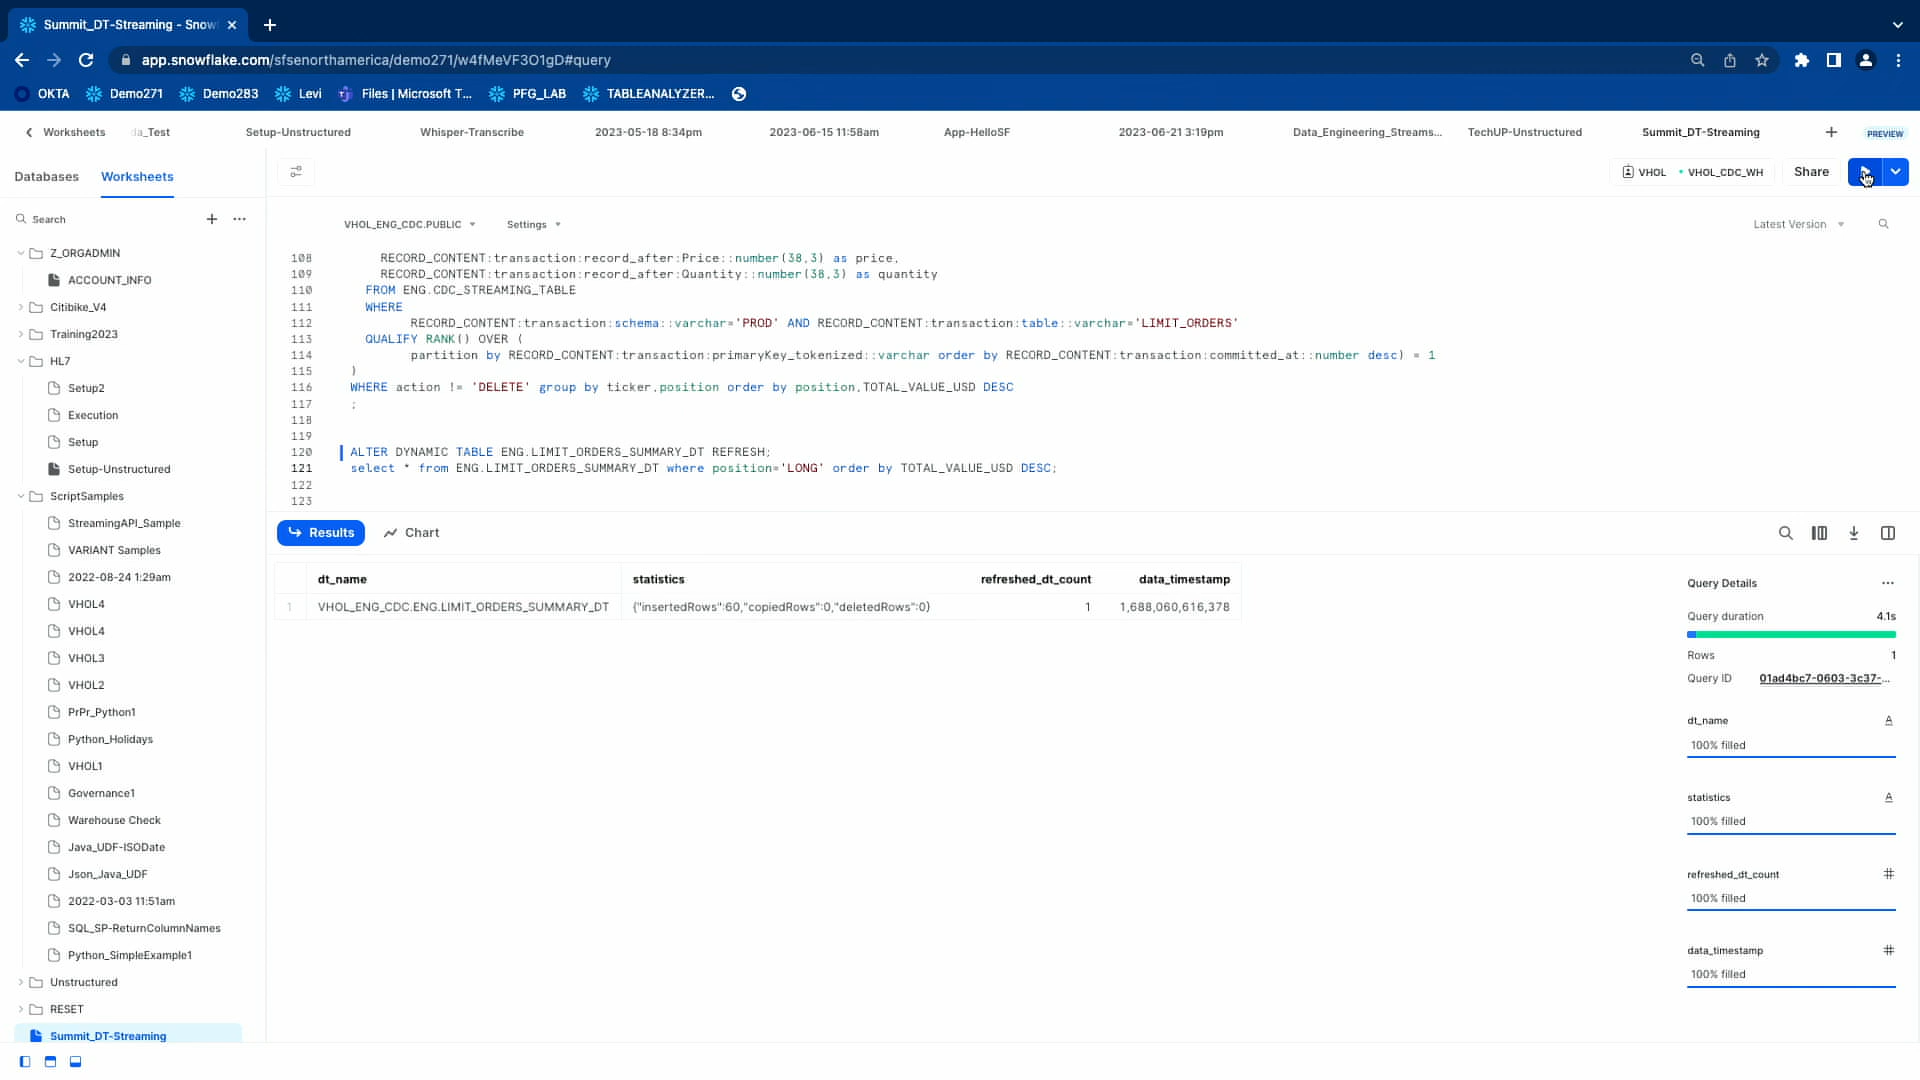 Summit_DT-Streaming - Snow
app.snowflake.com/sfsenorthamerica/demo271/w4fMeVF3O1gD#query
OKTA Demo271 Demo283 Levi Files | Microsoft T... PFG_LAB TABLEANALYZER...
Worksheets _Test Setup-Unstructured Whisper-Transcribe 2023-05-18 8:34pm 2023-06-15 11:58am App-HelloSF 2023-06-21 3:19pm Data_Engineering_Streams... TechUP-Unstructured Summit_DT-Streaming PREVIEW
Databases Worksheets
VHOL VHOL_CDC_WH Share
Search
VHOL_ENG_CDC.PUBLIC Settings Latest Version
Z_ORGADMIN
ACCOUNT_INFO
Citibike_V4
Training2023
HL7
Setup2
Execution
Setup
Setup-Unstructured
ScriptSamples
StreamingAPI_Sample
VARIANT Samples
2022-08-24 1:29am
VHOL4
VHOL4
VHOL3
VHOL2
PrPr_Python1
Python_Holidays
VHOL1
Governance1
Warehouse Check
Java_UDF-ISODate
Json_Java_UDF
2022-03-03 11:51am
SQL_SP-ReturnColumnNames
Python_SimpleExample1
Unstructured
RESET
Summit_DT-Streaming
108 RECORD_CONTENT:transaction:record_after:Price::number(38,3) as price,
109 RECORD_CONTENT:transaction:record_after:Quantity::number(38,3) as quantity
110 FROM ENG.CDC_STREAMING_TABLE
111 WHERE
112 RECORD_CONTENT:transaction:schema::varchar='PROD' AND RECORD_CONTENT:transaction:table::varchar='LIMIT_ORDERS'
113 QUALIFY RANK() OVER (
114 partition by RECORD_CONTENT:transaction:primaryKey_tokenized::varchar order by RECORD_CONTENT:transaction:committed_at::number desc) = 1
115 )
116 WHERE action != 'DELETE' group by ticker,position order by position,TOTAL_VALUE_USD DESC
117 ;
118
119
120 ALTER DYNAMIC TABLE ENG.LIMIT_ORDERS_SUMMARY_DT REFRESH;
121 select * from ENG.LIMIT_ORDERS_SUMMARY_DT where position='LONG' order by TOTAL_VALUE_USD DESC;
122
123
Results Chart
dt_name statistics refreshed_dt_count data_timestamp
1 VHOL_ENG_CDC.ENG.LIMIT_ORDERS_SUMMARY_DT {"insertedRows":60,"copiedRows":0,"deletedRows":0} 1 1,688,060,616,378
Query Details
Query duration 4.1s
Rows 1
Query ID 01ad4bc7-0603-3c37-...
dt_name A
100% filled
statistics A
100% filled
refreshed_dt_count #
100% filled
data_timestamp #
100% filled